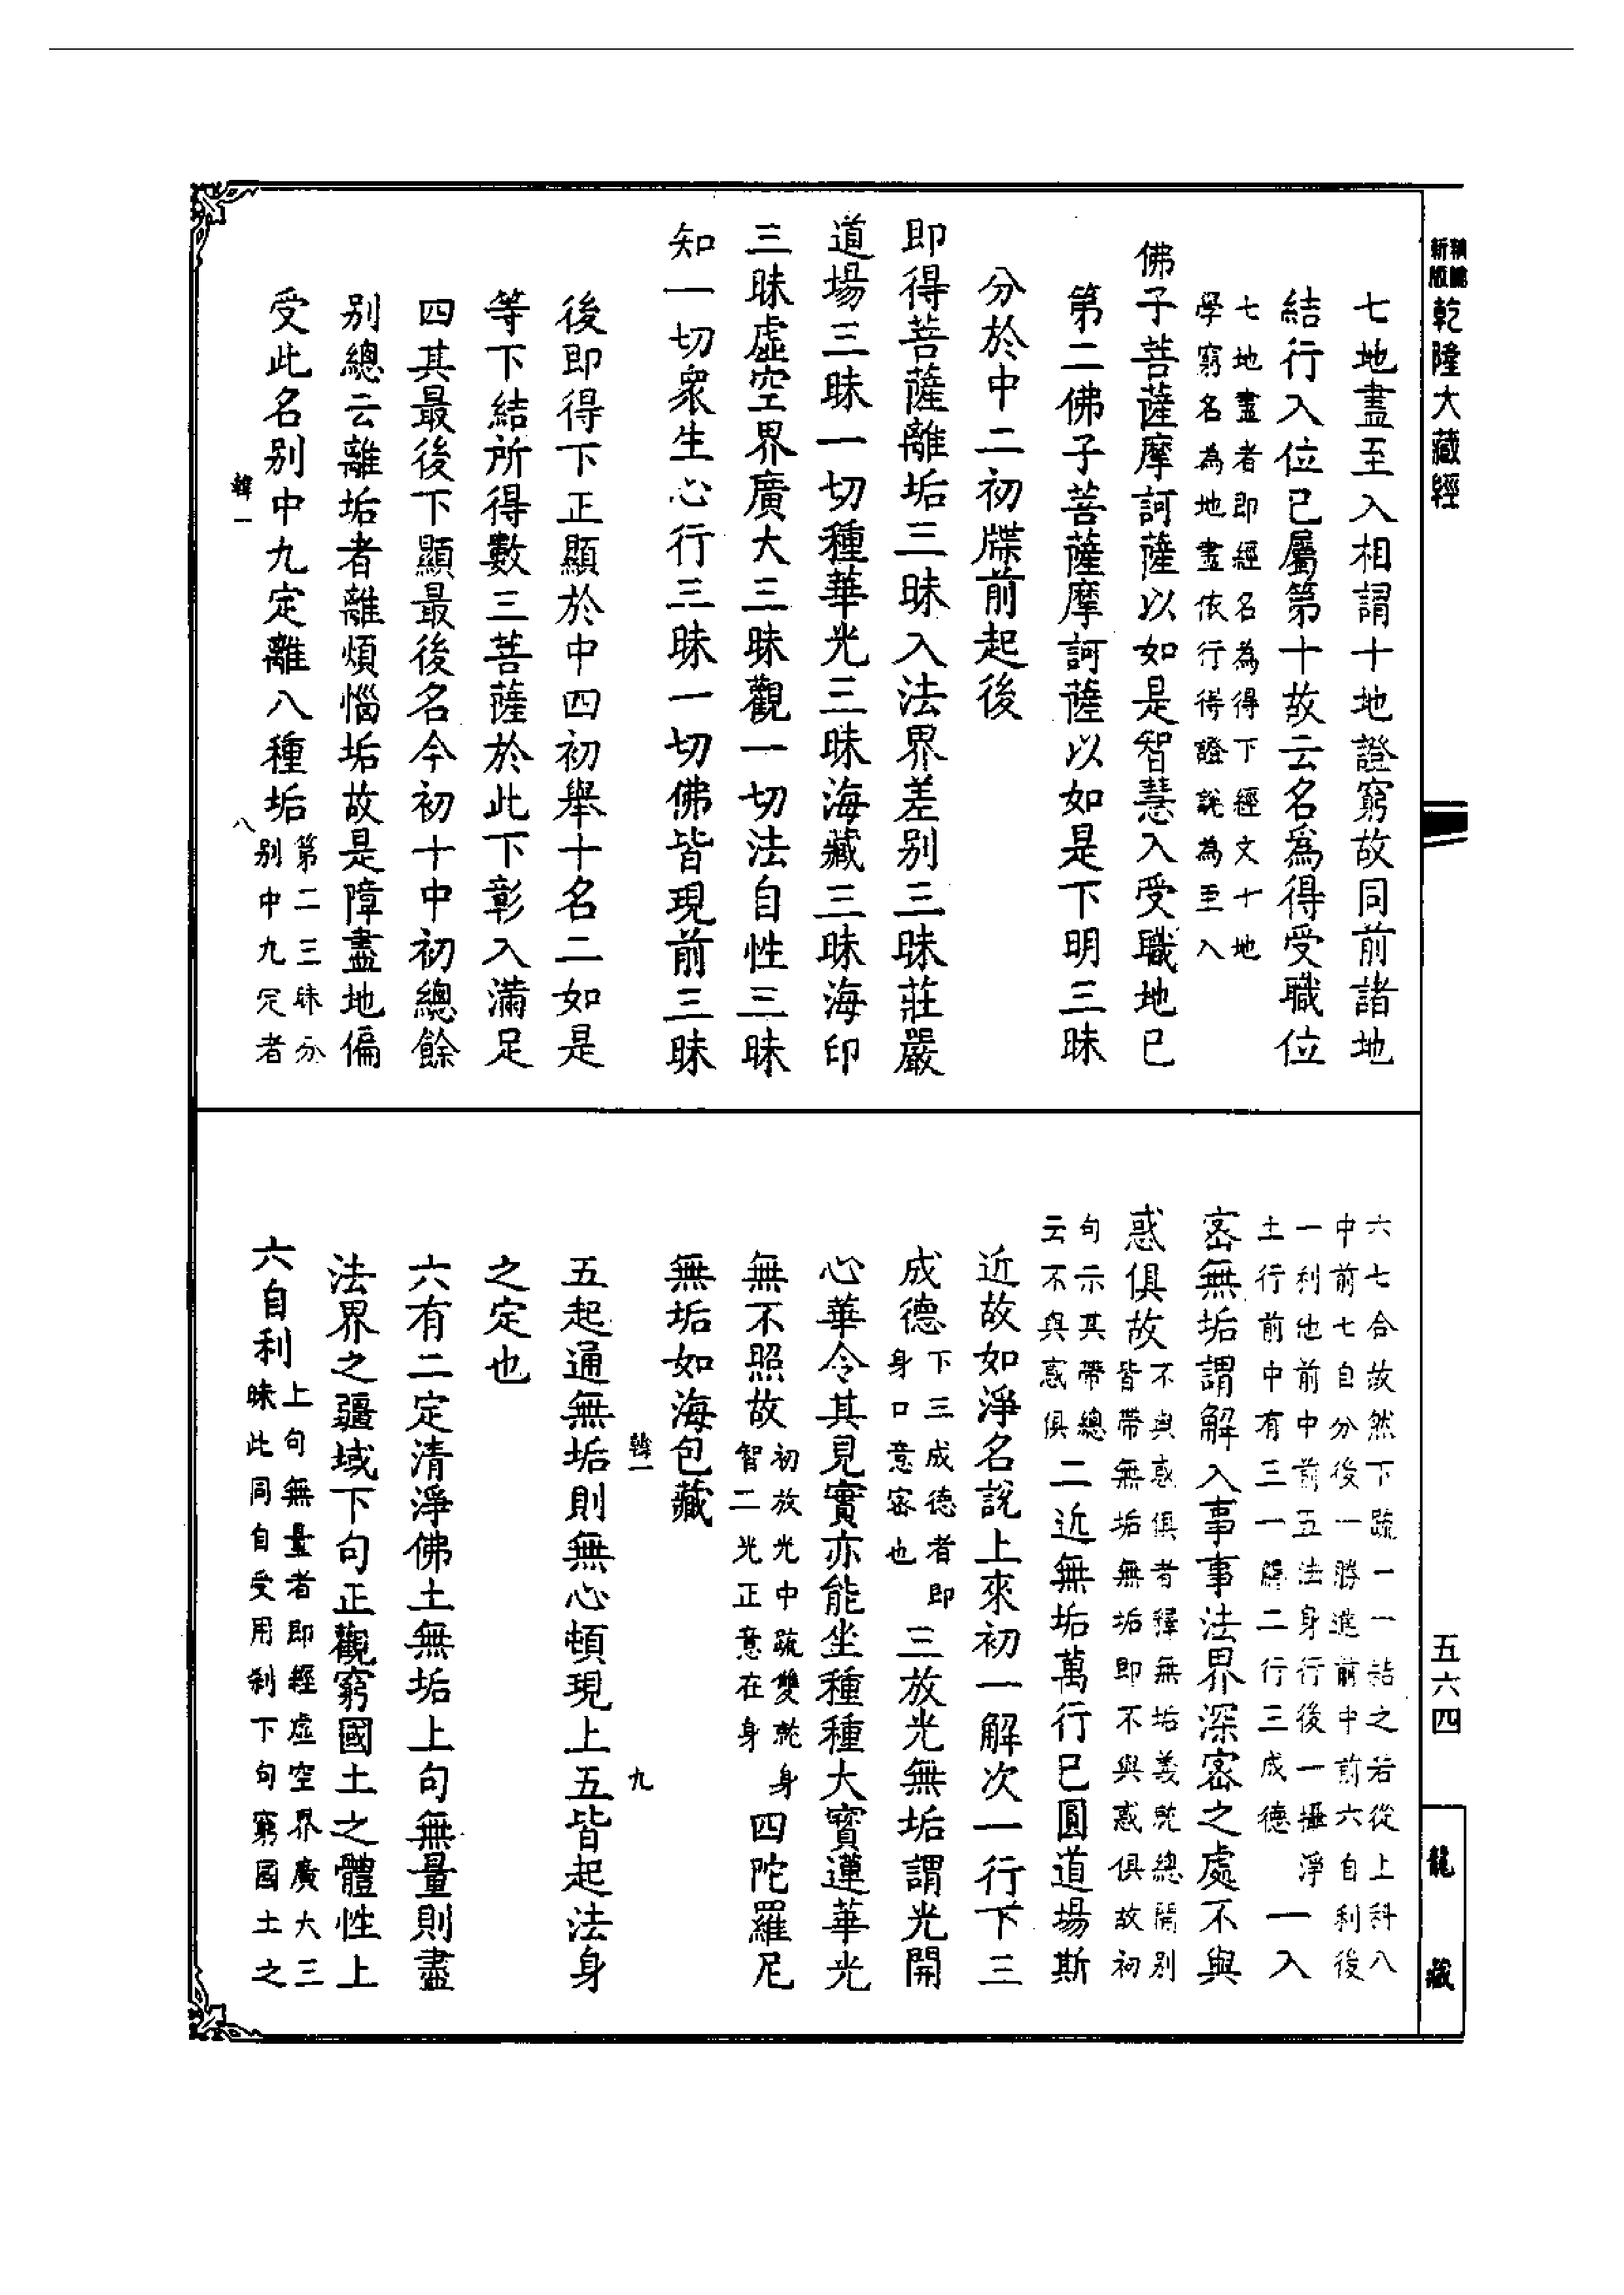 新版
精縮
乾隆大藏經
七地盡至入相謂十地證窮故同前諸地
結行入位已屬第十故云名爲得受職位
七地盡者即經名為得下經文十地
學窮名為地盡依行得證說為至入
佛子菩薩摩訶薩以如是智慧入受職地已
第二佛子菩薩摩訶薩以如是下明三昧
分於中二初牒前起後
即得菩薩離垢三昧入法界差別三昧莊嚴
道場三昧一切種華光三昧海藏三昧海印
三昧虛空界廣大三昧觀一切法自性三昧
知一切衆生心行三昧一切佛皆現前三昧
後即得下正顯於中四初舉十名二如是
等下結所得數三菩薩於此下彰入滿足
四其最後下顯最後名今初十中初總餘
別總云離垢者離煩惱垢故是障盡地偏
受此名別中九定離八種垢
第二三昧分
別中九定者
韓一
八
六七合故然下疏一一結之若從上科八
中前七自分後一勝進前中前六自利後
一利他前中前五法身行後一攝淨
土行前中有三一解二行三成德
一入
密無垢謂解入事事法界深密之處不與
惑俱故
不與惑俱者釋無垢義既總開別
皆帶無垢無垢即不與惑俱故初
句示其帶總
云不與惑俱
二近無垢萬行已圓道場斯
近故如淨名說上來初一解次一行下三
成德
下三成德者即
身口意密也
三放光無垢謂光開
心華令其見實亦能坐種種大寶蓮華光
無不照故
初放光中疏雙就身
智二光正意在身
四陀羅尼
無垢如海包藏
韓一
九
五起通無垢則無心頓現上五皆起法身
之定也
六有二定清淨佛土無垢上句無量則盡
法界之疆域下句正觀窮國土之體性上
六自利
上句無量者即經虛空界廣大三
昧此同自受用剎下句窮國土之
五六四
龍藏